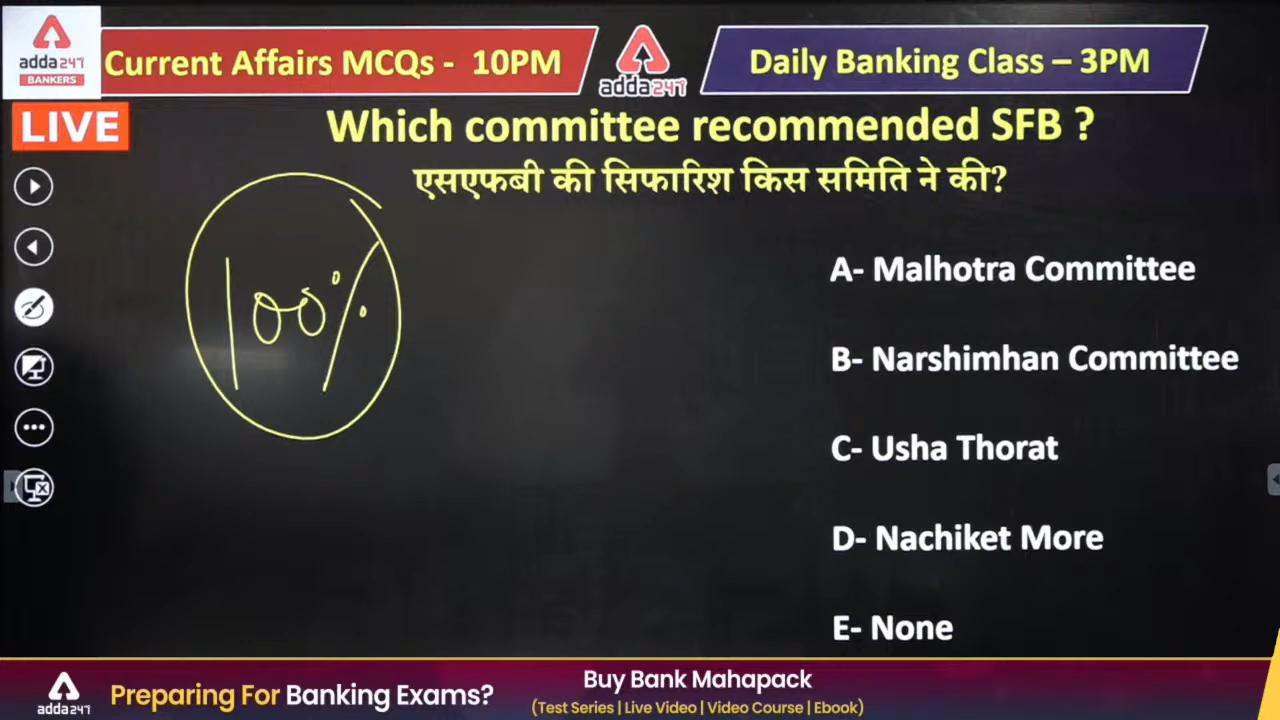 adda247
BANKERS
Current Affairs MCQs - 10PM
adda247
Daily Banking Class – 3PM
LIVE
Which committee recommended SFB ?
एसएफबी की सिफारिश किस समिति ने की?
100%
A- Malhotra Committee
B- Narshimhan Committee
C- Usha Thorat
D- Nachiket More
E- None
adda247
Preparing For Banking Exams?
Buy Bank Mahapack
(Test Series | Live Video | Video Course | Ebook)